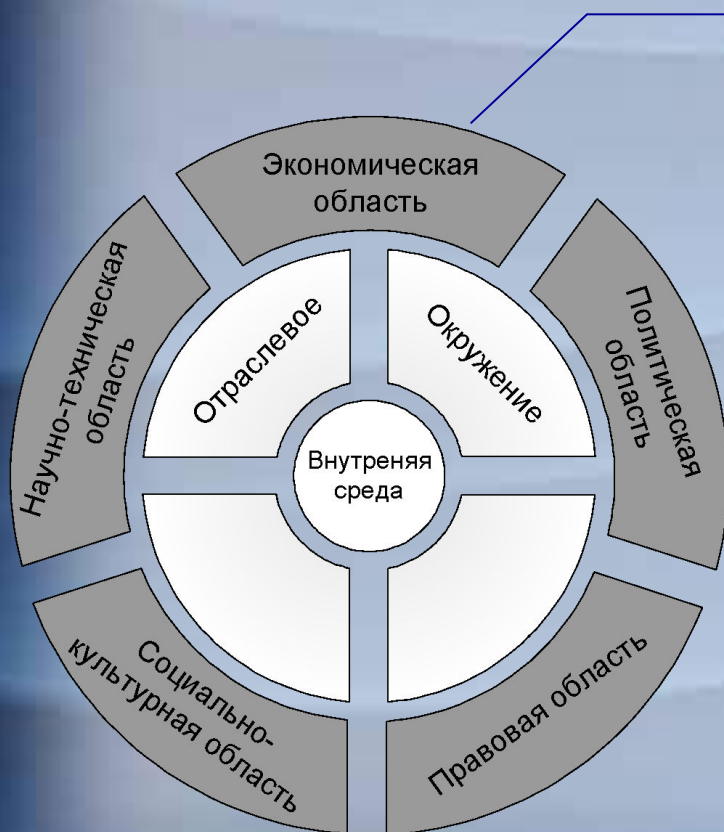 Экономическая
область
Научно-техническая
область
Политическая
область
Отраслевое
Окружение
Внутреняя
среда
Социально-
культурная область
Правовая область